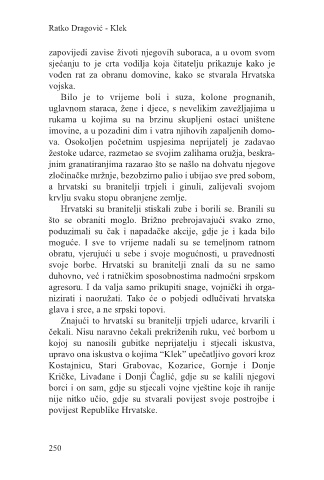 Ratko Dragović - Klek
zapovijedi zavise životi njegovih suboraca, a u ovom svom
sjećanju to je crta vodilja koja čitatelju prikazuje kako je
vođen rat za obranu domovine, kako se stvarala Hrvatska
vojska.
Bilo je to vrijeme boli i suza, kolone prognanih,
uglavnom staraca, žene i djece, s nevelikim zavežljajima u
rukama u kojima su na brzinu skupljeni ostaci uništene
imovine, a u pozadini dim i vatra njihovih zapaljenih domo-
va. Osokoljen početnim uspjesima neprijatelj je zadavao
žestoke udarce, razmetao se svojim zalihama oružja, beskra-
jnim granatiranjima razarao što se našlo na dohvatu njegove
zločinačke mržnje, bezobzirno palio i ubijao sve pred sobom,
a hrvatski su branitelji trpjeli i ginuli, zalijevali svojom
krvlju svaku stopu obranjene zemlje.
Hrvatski su branitelji stiskali zube i borili se. Branili su
što se obraniti moglo. Brižno prebrojavajući svako zrno,
poduzimali su čak i napadačke akcije, gdje je i kada bilo
moguće. I sve to vrijeme nadali su se temeljnom ratnom
obratu, vjerujući u sebe i svoje mogućnosti, u pravednosti
svoje borbe. Hrvatski su branitelji znali da su ne samo
duhovno, već i ratničkim sposobnostima nadmoćni srpskom
agresoru. I da valja samo prikupiti snage, vojnički ih orga-
nizirati i naoružati. Tako će o pobjedi odlučivati hrvatska
glava i srce, a ne srpski topovi.
Znajući to hrvatski su branitelji trpjeli udarce, krvarili i
čekali. Nisu naravno čekali prekriženih ruku, već borbom u
kojoj su nanosili gubitke neprijatelju i stjecali iskustva,
upravo ona iskustva o kojima “Klek” upečatljivo govori kroz
Kostajnicu, Stari Grabovac, Kozarice, Gornje i Donje
Kričke, Livađane i Donji Čaglić, gdje su se kalili njegovi
borci i on sam, gdje su stjecali vojne vještine koje ih ranije
nije nitko učio, gdje su stvarali povijest svoje postrojbe i
povijest Republike Hrvatske.
250